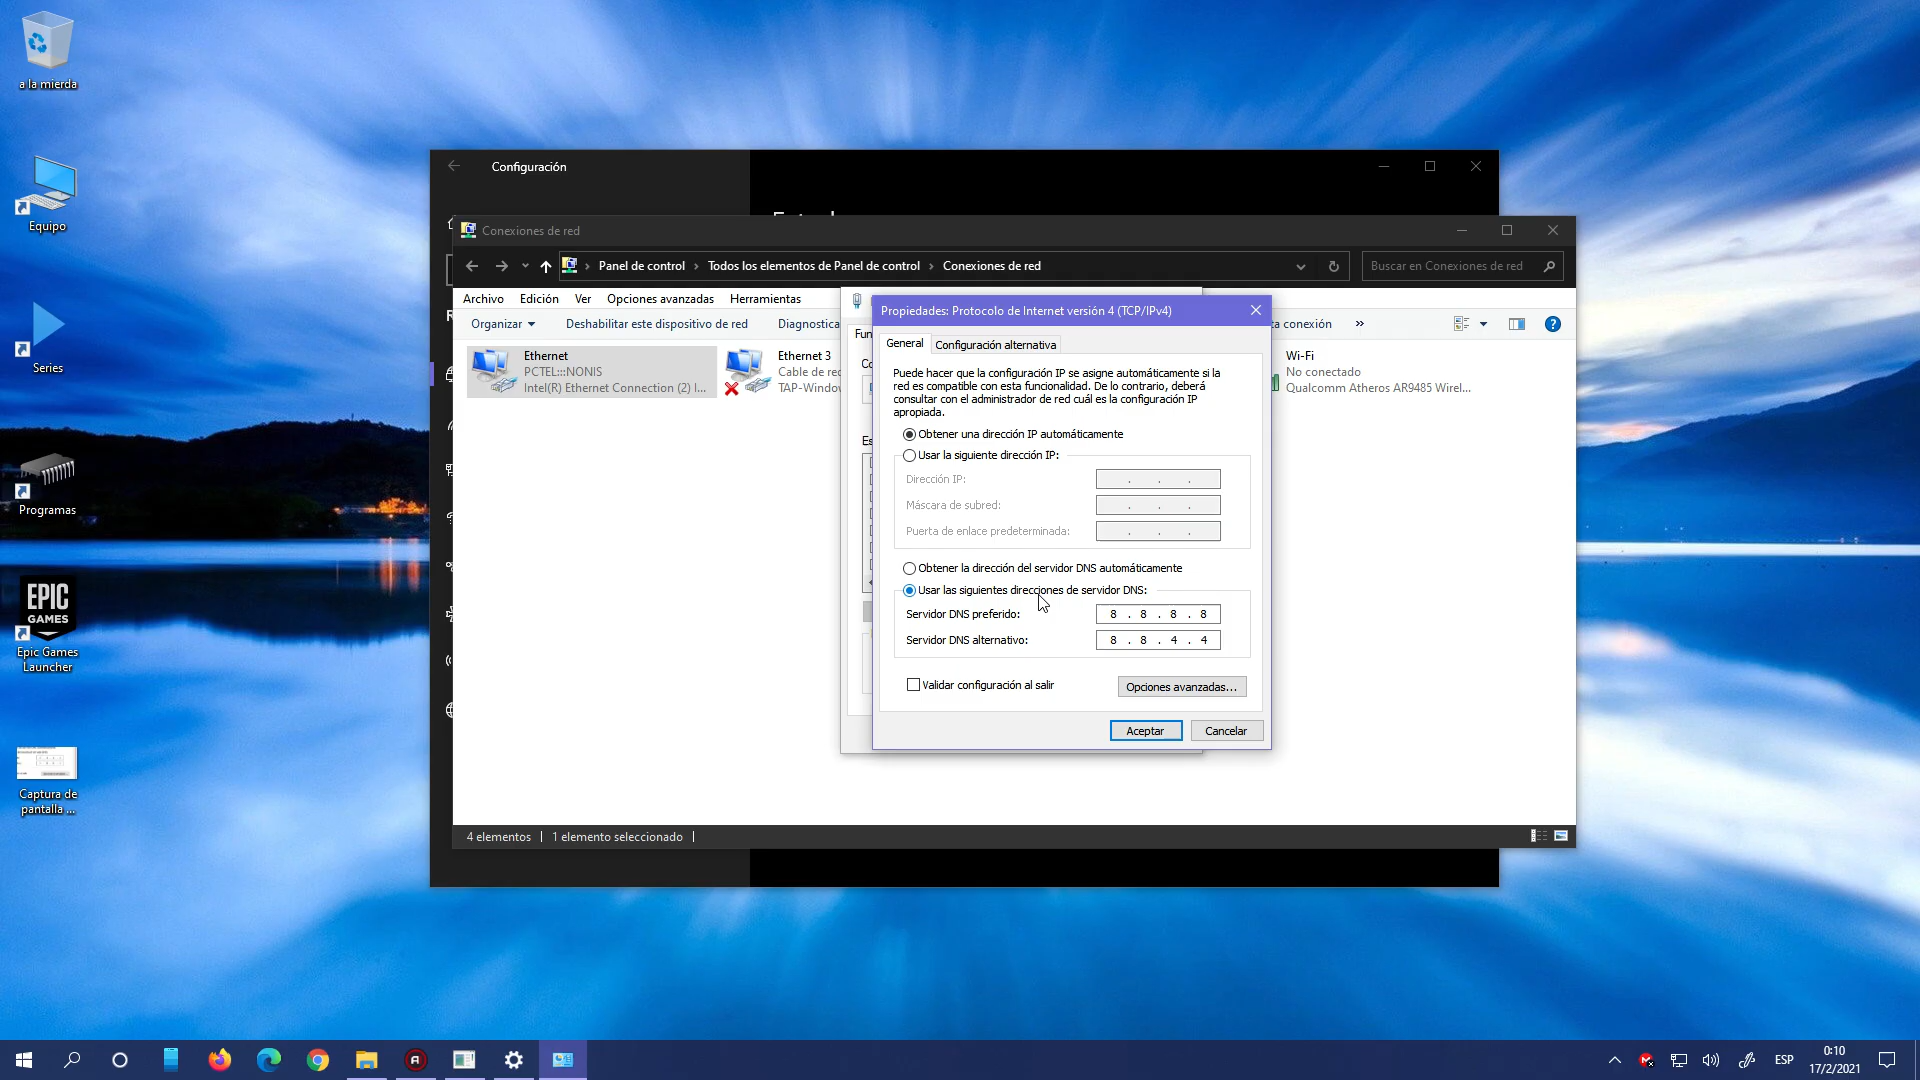 a la mierda
Equipo
Series
Programas
EPIC
GAMES
Epic Games
Launcher
Captura de
pantalla ...
Configuración
Conexiones de red
Panel de control
Todos los elementos de Panel de control
Conexiones de red
Buscar en Conexiones de red
Archivo
Edición
Ver
Opciones avanzadas
Herramientas
Organizar
Deshabilitar este dispositivo de red
Diagnostica
a conexión
»
Ethernet
PCTEL:::NONIS
Intel(R) Ethernet Connection (2) I...
Ethernet 3
Cable de rec
TAP-Window
Wi-Fi
No conectado
Qualcomm Atheros AR9485 Wirel...
Fun
Co
Es
Propiedades: Protocolo de Internet versión 4 (TCP/IPv4)
General
Configuración alternativa
Puede hacer que la configuración IP se asigne automáticamente si la
red es compatible con esta funcionalidad. De lo contrario, deberá
consultar con el administrador de red cuál es la configuración IP
apropiada.
Obtener una dirección IP automáticamente
Usar la siguiente dirección IP:
Dirección IP:
. . .
Máscara de subred:
. . .
Puerta de enlace predeterminada:
. . .
Obtener la dirección del servidor DNS automáticamente
Usar las siguientes direcciones de servidor DNS:
Servidor DNS preferido:
8 . 8 . 8 . 8
Servidor DNS alternativo:
8 . 8 . 4 . 4
Validar configuración al salir
Opciones avanzadas...
Aceptar
Cancelar
4 elementos
1 elemento seleccionado
ESP
0:10
17/2/2021